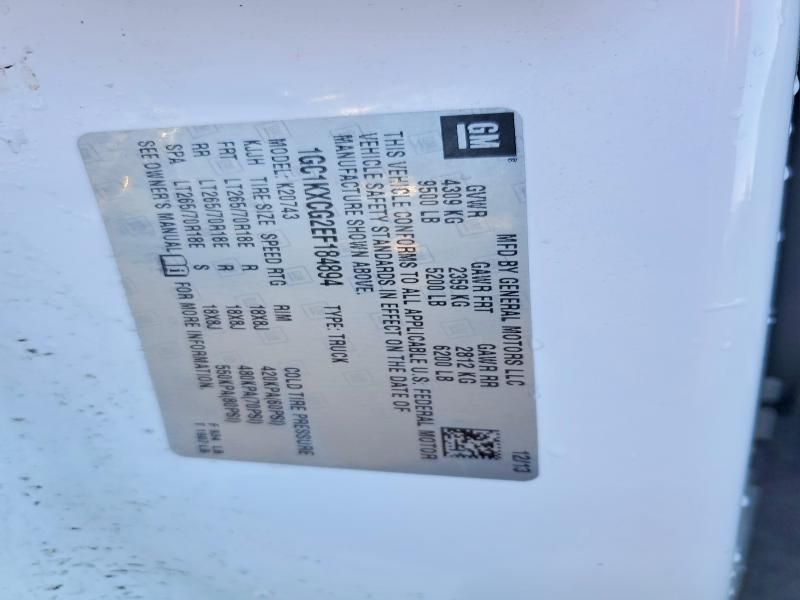 GM
®
MFD BY GENERAL MOTORS LLC 12/13
GVWR GAWR FRT GAWR RR
4309 KG 2359 KG 2812 KG
9500 LB 5200 LB 6200 LB
THIS VEHICLE CONFORMS TO ALL APPLICABLE U.S. FEDERAL MOTOR
VEHICLE SAFETY STANDARDS IN EFFECT ON THE DATE OF
MANUFACTURE SHOWN ABOVE.
1GC1KXCG2EF184894 TYPE: TRUCK
MODEL: K20743
KJJH TIRE SIZE SPEED RTG RIM COLD TIRE PRESSURE
FRT LT265/70R18E R 18X8J 420KPA(60PSI)
RR LT265/70R18E R 18X8J 480KPA(70PSI)
SPA LT265/70R18E S 18X8J 550KPA(80PSI)
SEE OWNER'S MANUAL FOR MORE INFORMATION